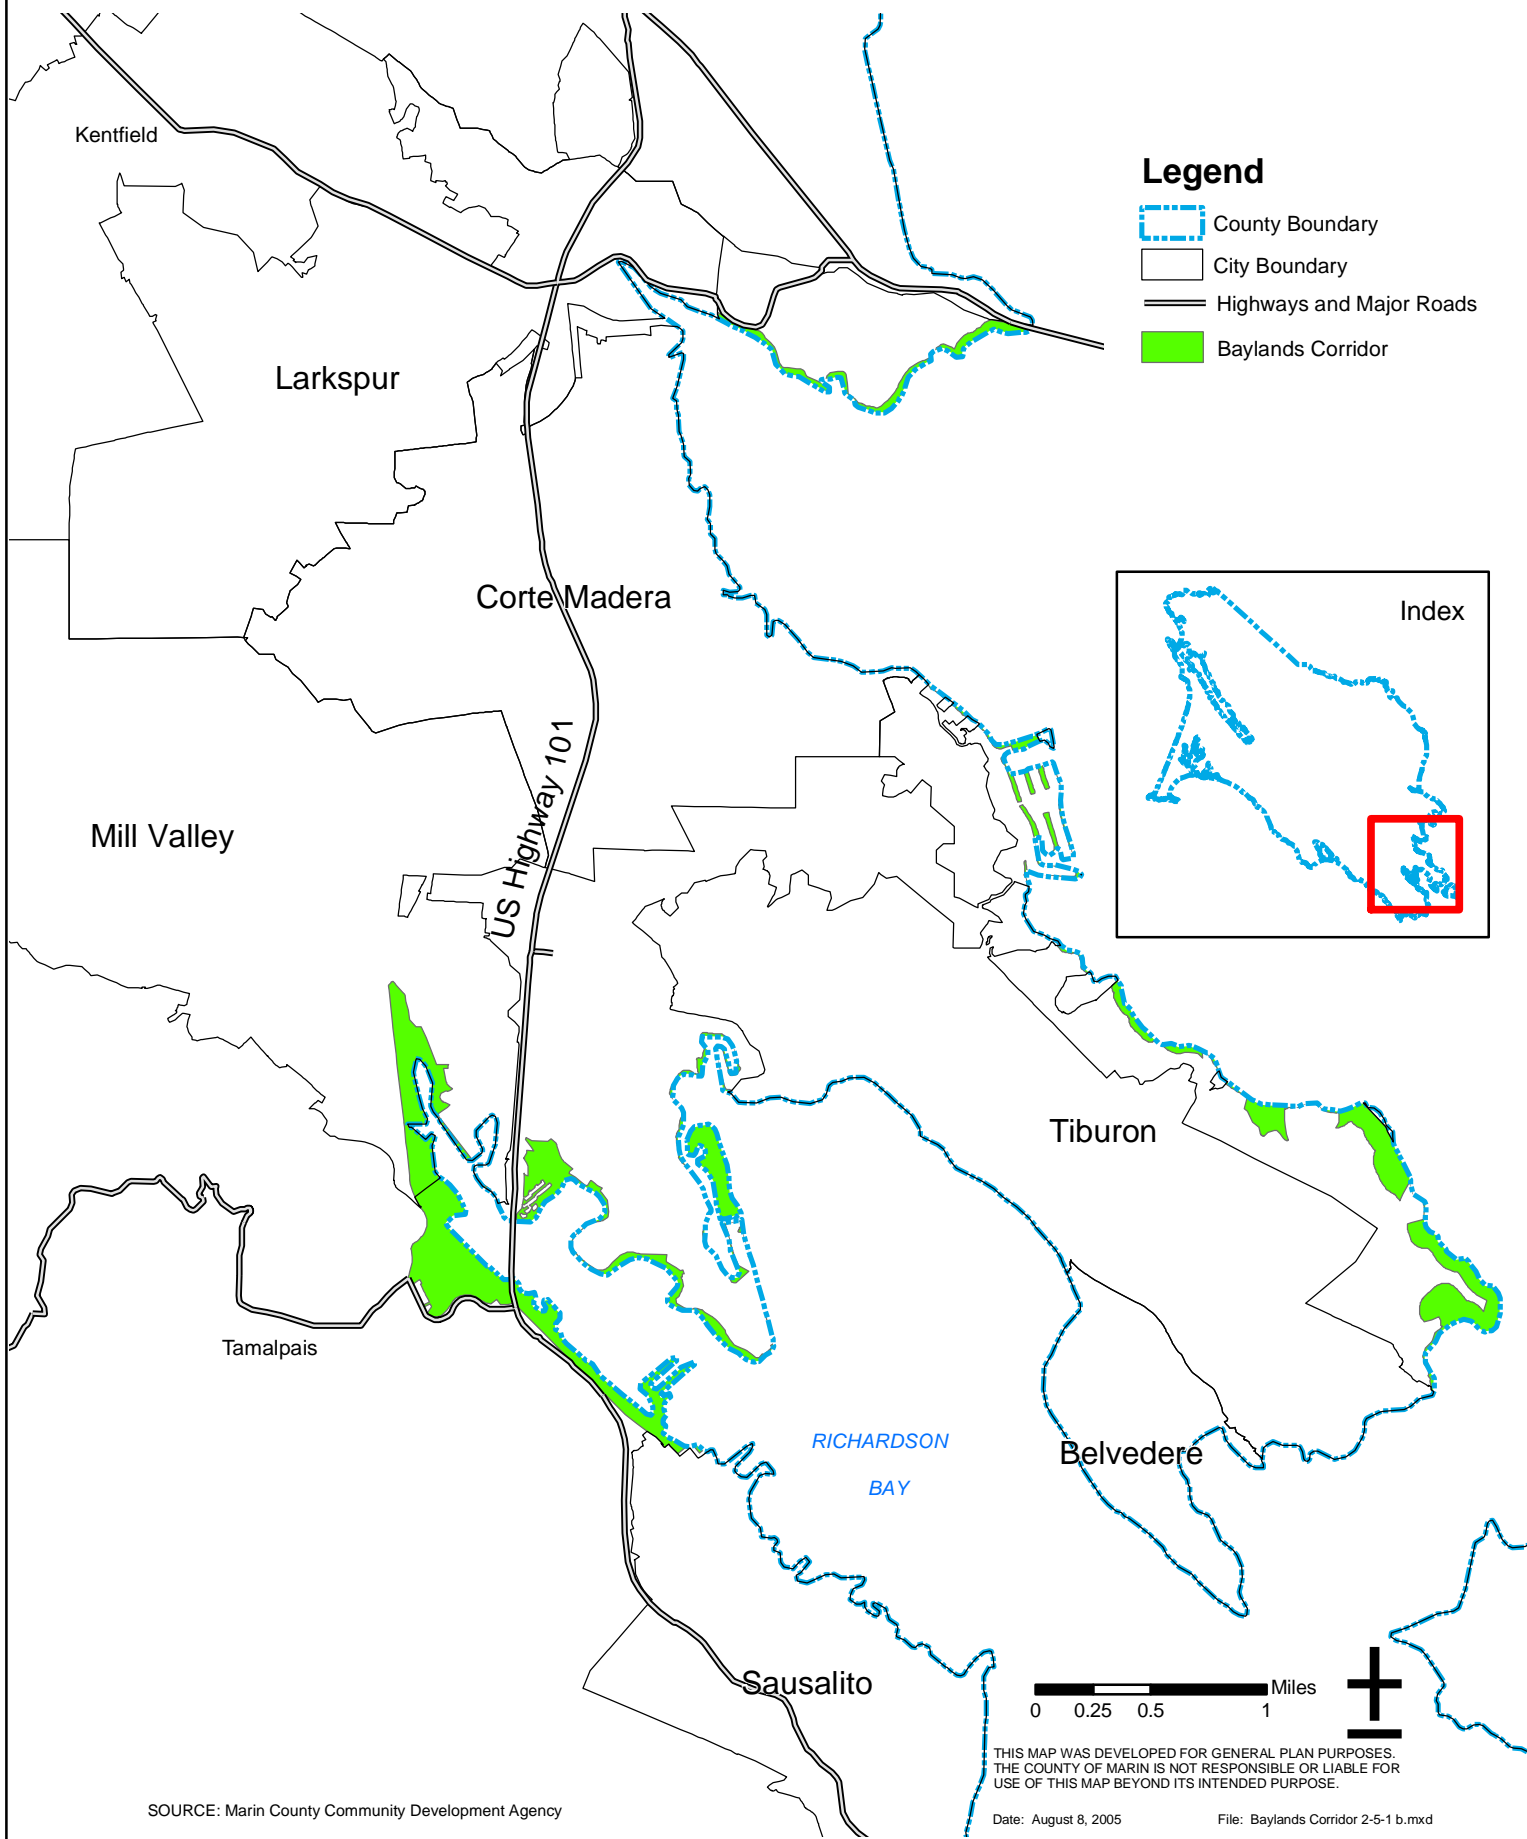 Kentfield
Legend
County Boundary
City Boundary
Highways and Major Roads
Baylands Corridor
Larkspur
Corte Madera
Index
US Highway 101
Mill Valley
Tiburon
Tamalpais
RICHARDSON
BAY
Belvedere
Sausalito
Miles
0 0.25 0.5 1
THIS MAP WAS DEVELOPED FOR GENERAL PLAN PURPOSES.
THE COUNTY OF MARIN IS NOT RESPONSIBLE OR LIABLE FOR
USE OF THIS MAP BEYOND ITS INTENDED PURPOSE.
SOURCE: Marin County Community Development Agency
Date: August 8, 2005 File: Baylands Corridor 2-5-1 b.mxd